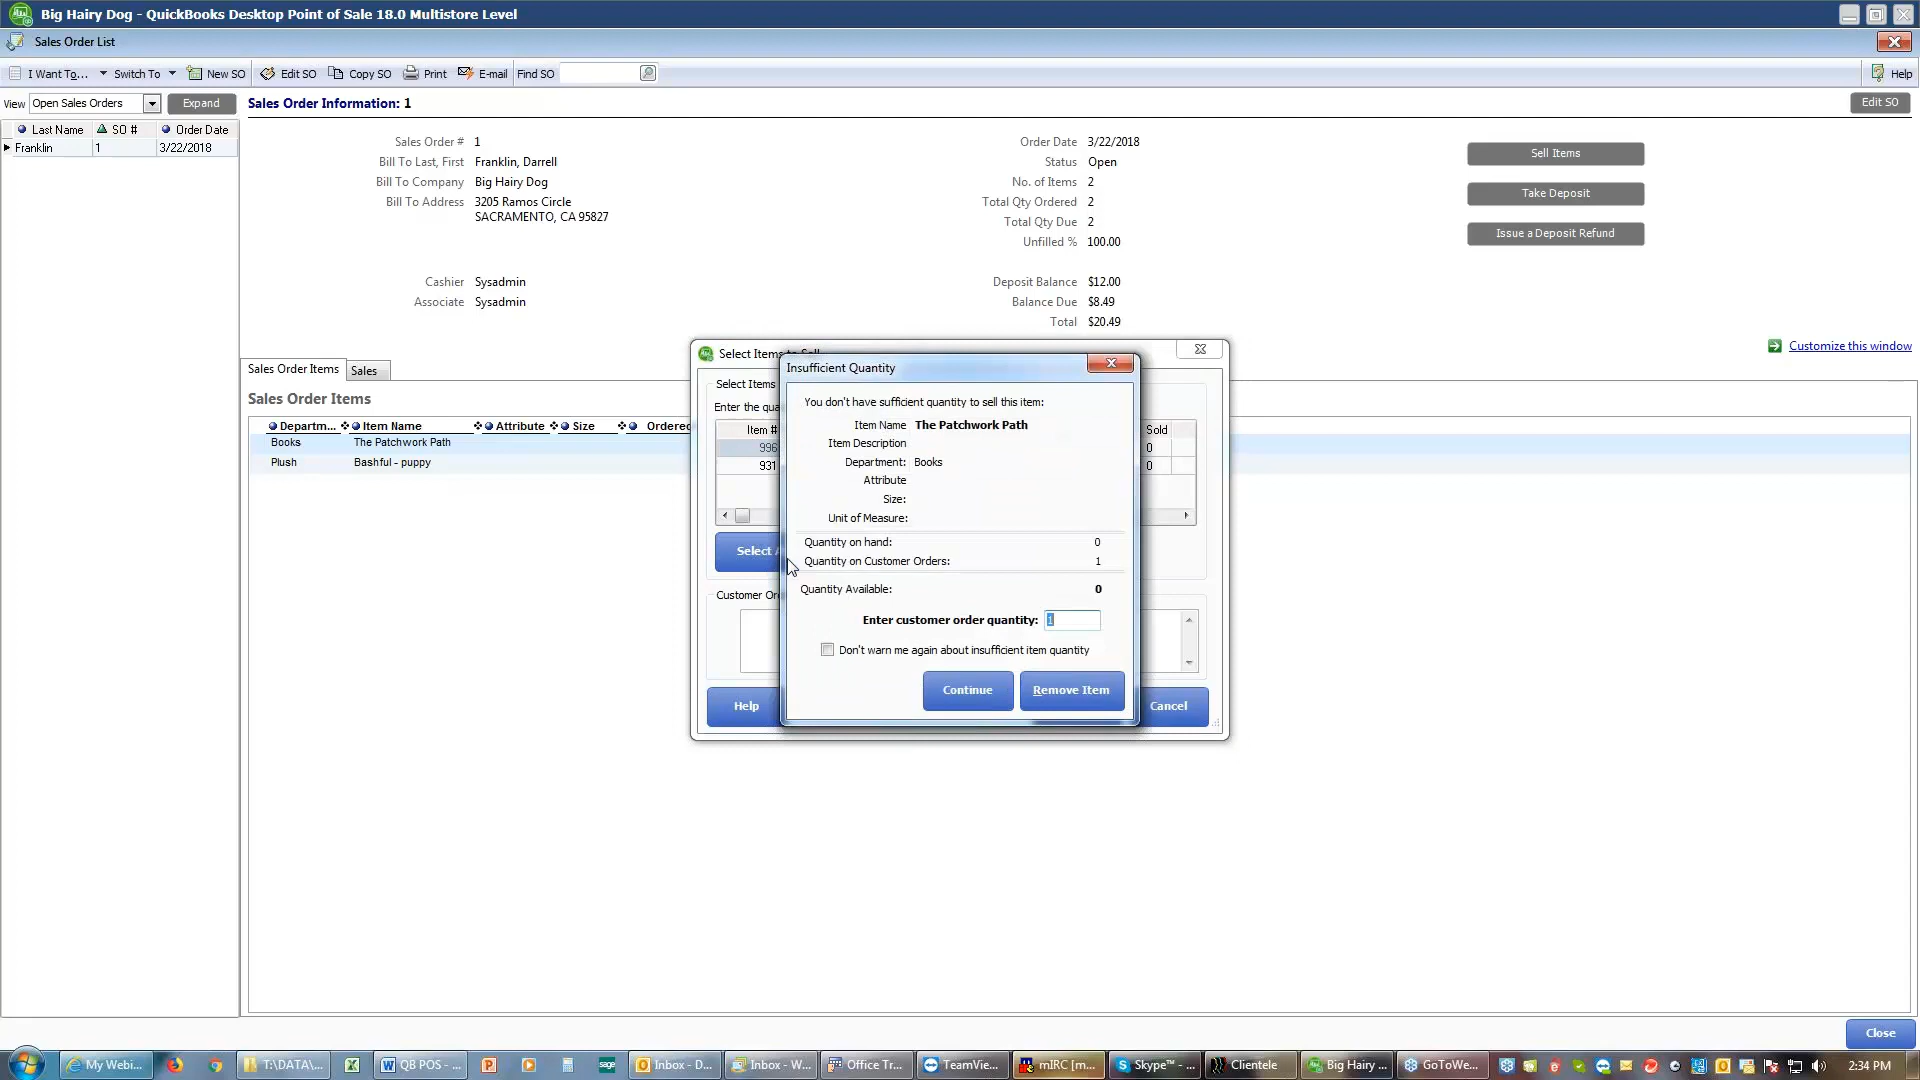 Big Hairy Dog - QuickBooks Desktop Point of Sale 18.0 Multistore Level
Sales Order List
I Want To... Switch To New SO Edit SO Copy SO Print E-mail Find SO Help
View Open Sales Orders Expand Sales Order Information: 1 Edit SO
Last Name SO # Order Date
Franklin 1 3/22/2018
Sales Order # 1 Order Date 3/22/2018 Sell Items
Bill To Last, First Franklin, Darrell Status Open
Bill To Company Big Hairy Dog No. of Items 2 Take Deposit
Bill To Address 3205 Ramos Circle Total Qty Ordered 2
SACRAMENTO, CA 95827
Total Qty Due 2 Issue a Deposit Refund
Unfilled % 100.00
Cashier Sysadmin Deposit Balance $12.00
Associate Sysadmin Balance Due $8.49
Total $20.49
Customize this window
Sales Order Items Sales
Sales Order Items
Departm... Item Name Attribute Size Ordered
Books The Patchwork Path
Plush Bashful - puppy
Select Items
Select Items
Enter the
Item # Sold
996 0
931 0
Select
Customer
Help Cancel
Insufficient Quantity
You don't have sufficient quantity to sell this item:
Item Name The Patchwork Path
Item Description
Department: Books
Attribute
Size:
Unit of Measure:
Quantity on hand: 0
Quantity on Customer Orders: 1
Quantity Available: 0
Enter customer order quantity: 1
Don't warn me again about insufficient item quantity
Continue Remove Item
Close
My Webi... T:\DATA\... QB POS - ... Inbox - D... Inbox - W... Office Tr... TeamView... mIRC [m... Skype™ - ... Clientele Big Hairy ... GoToWe... 2:34 PM